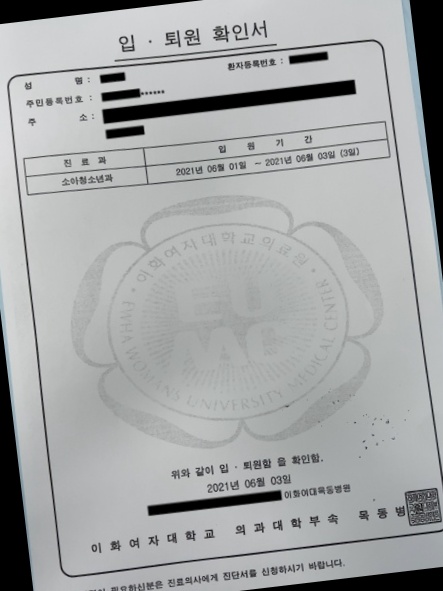 입 · 퇴원 확인서
성 명 : 환자등록번호 :
주민등록번호 : ******
주 소 :
진 료 과 입 원 기 간
소아청소년과 2021년 06월 01일 ~ 2021년 06월 03일 (3일)
이화여자대학교의료원
EU
MC
EWHA WOMANS UNIVERSITY MEDICAL CENTER
위와 같이 입 · 퇴원함 을 확인함.
2021년 06월 03일
이화여대목동병원
이 화 여 자 대 학 교 의 과 대 학 부 속 목 동 병
필요하신분은 진료의사에게 진단서를 신청하시기 바랍니다.